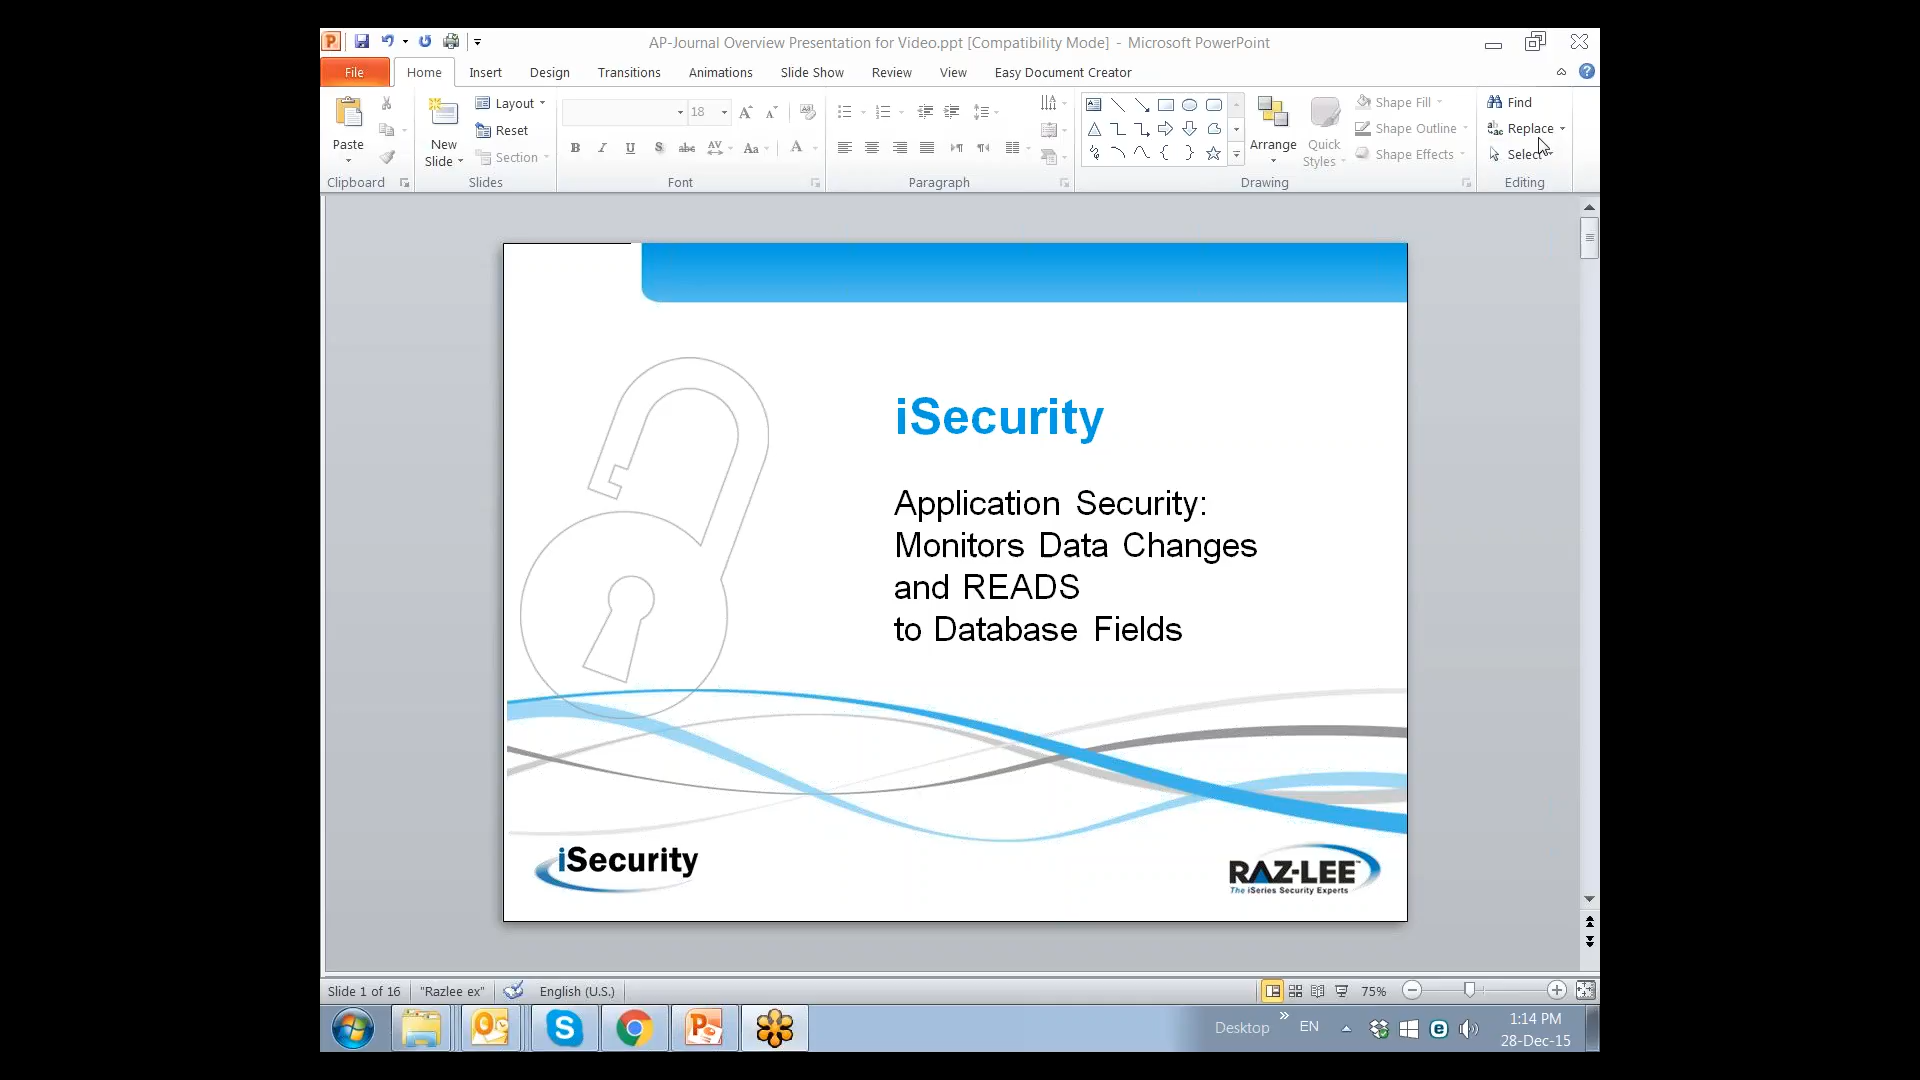 AP-Journal Overview Presentation for Video.ppt [Compatibility Mode] - Microsoft PowerPoint
File Home Insert Design Transitions Animations Slide Show Review View Easy Document Creator
Paste
Clipboard
New Slide
Layout
Reset
Section
Slides
18
Font
Paragraph
Arrange
Quick Styles
Shape Fill
Shape Outline
Shape Effects
Drawing
Find
Replace
Select
Editing
iSecurity
Application Security:
Monitors Data Changes
and READS
to Database Fields
iSecurity
RAZ-LEE™
The iSeries Security Experts
Slide 1 of 16 "Razlee ex" English (U.S.) 75%
Desktop » EN 1:14 PM
28-Dec-15